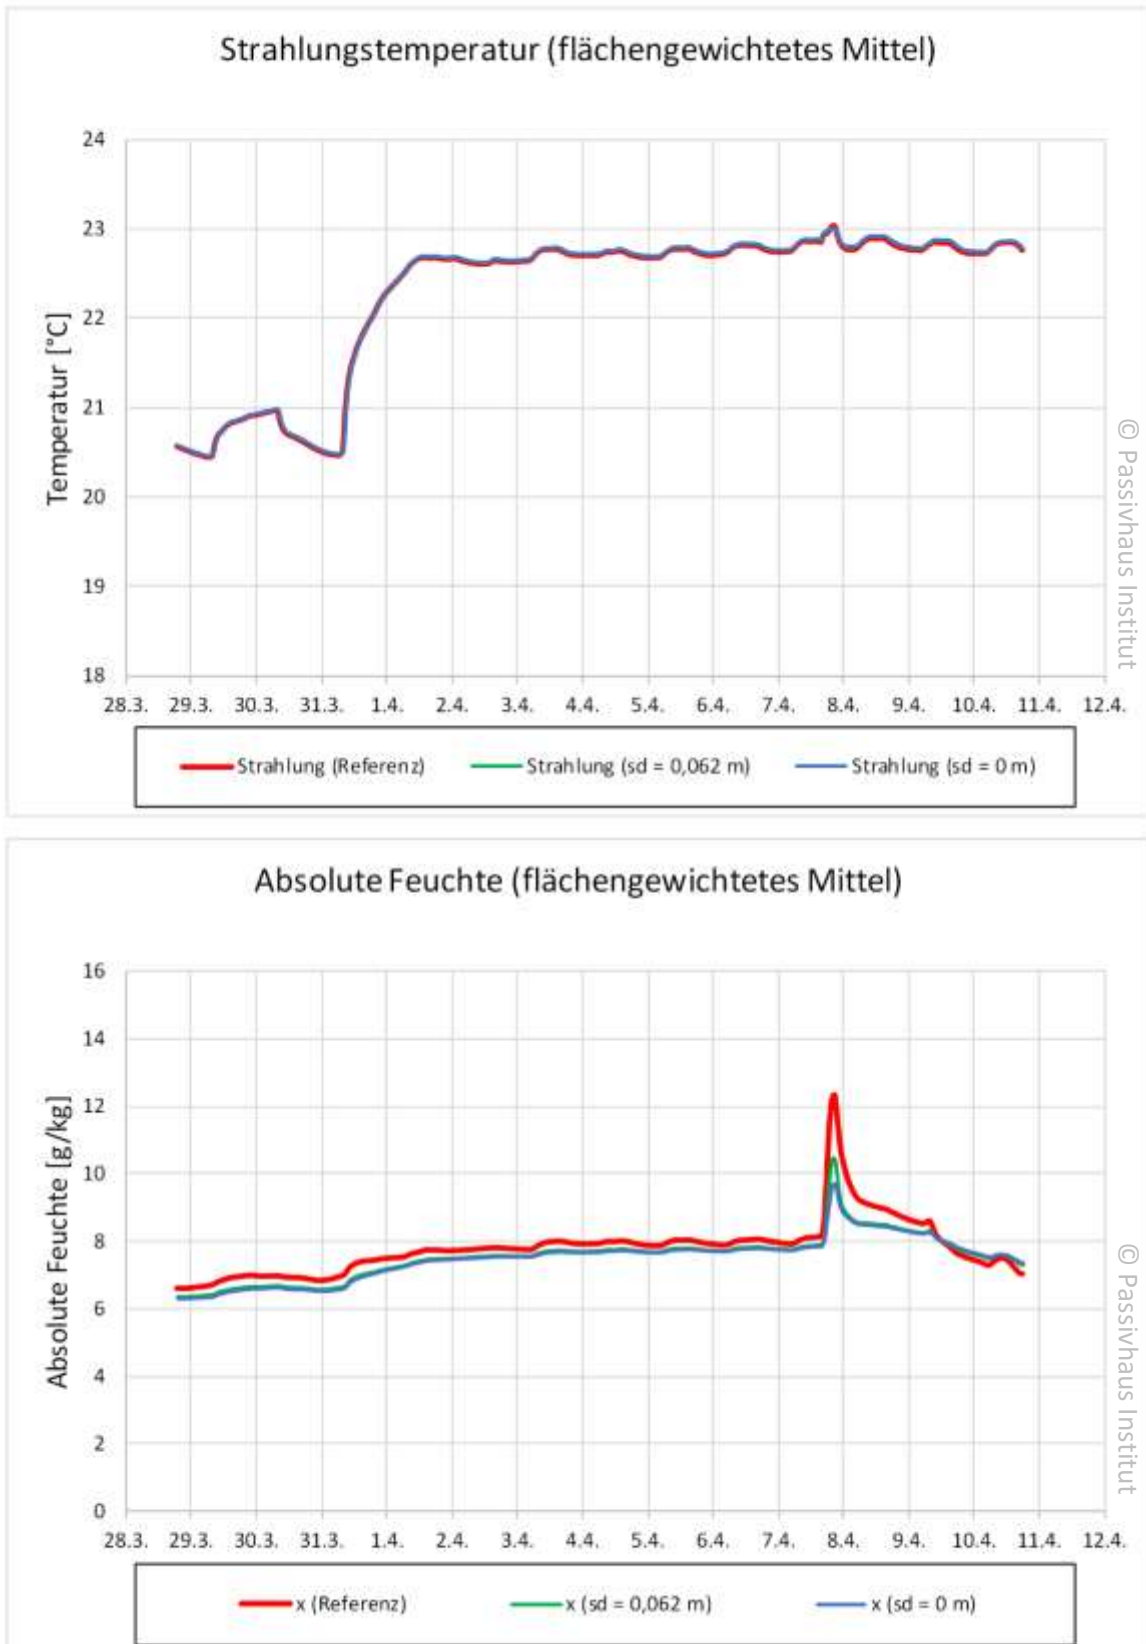 Strahlungstemperatur (flächengewichtetes Mittel)
Temperatur [°C]
24
23
22
21
20
19
18
28.3. 29.3. 30.3. 31.3. 1.4. 2.4. 3.4. 4.4. 5.4. 6.4. 7.4. 8.4. 9.4. 10.4. 11.4. 12.4.
Strahlung (Referenz) Strahlung (sd = 0,062 m) Strahlung (sd = 0 m)
© Passivhaus Institut
Absolute Feuchte (flächengewichtetes Mittel)
Absolute Feuchte [g/kg]
16
14
12
10
8
6
4
2
0
28.3. 29.3. 30.3. 31.3. 1.4. 2.4. 3.4. 4.4. 5.4. 6.4. 7.4. 8.4. 9.4. 10.4. 11.4. 12.4.
x (Referenz) x (sd = 0,062 m) x (sd = 0 m)
© Passivhaus Institut